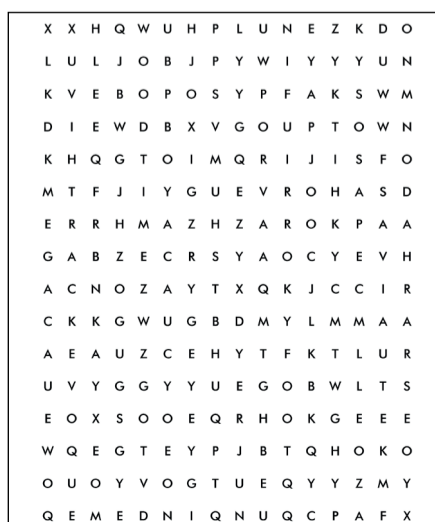 X X H Q W U H P L U N E Z K D O
L U L J O B J P Y W I Y Y Y U N
K V E B O P O S Y P F A K S W M
D I E W D B X V G O U P T O W N
K H Q G T O I M Q R I J I S F O
M T F J I Y G U E V R O H A S D
E R R H M A Z H Z A R O K P A A
G A B Z E C R S Y A O C Y E V H
A C N O Z A Y T X Q K J C C I R
C K K G W U G B D M Y L M M A A
A E A U Z C E H Y T F K T L U R
U V Y G G Y Y U E G O B W L T S
E O X S O O E Q R H O K G E E E
W Q E G T E Y P J B T Q H O K O
O U O Y V O G T U E Q Y Y Z M Y
Q E M E D N I Q N U Q C P A F X